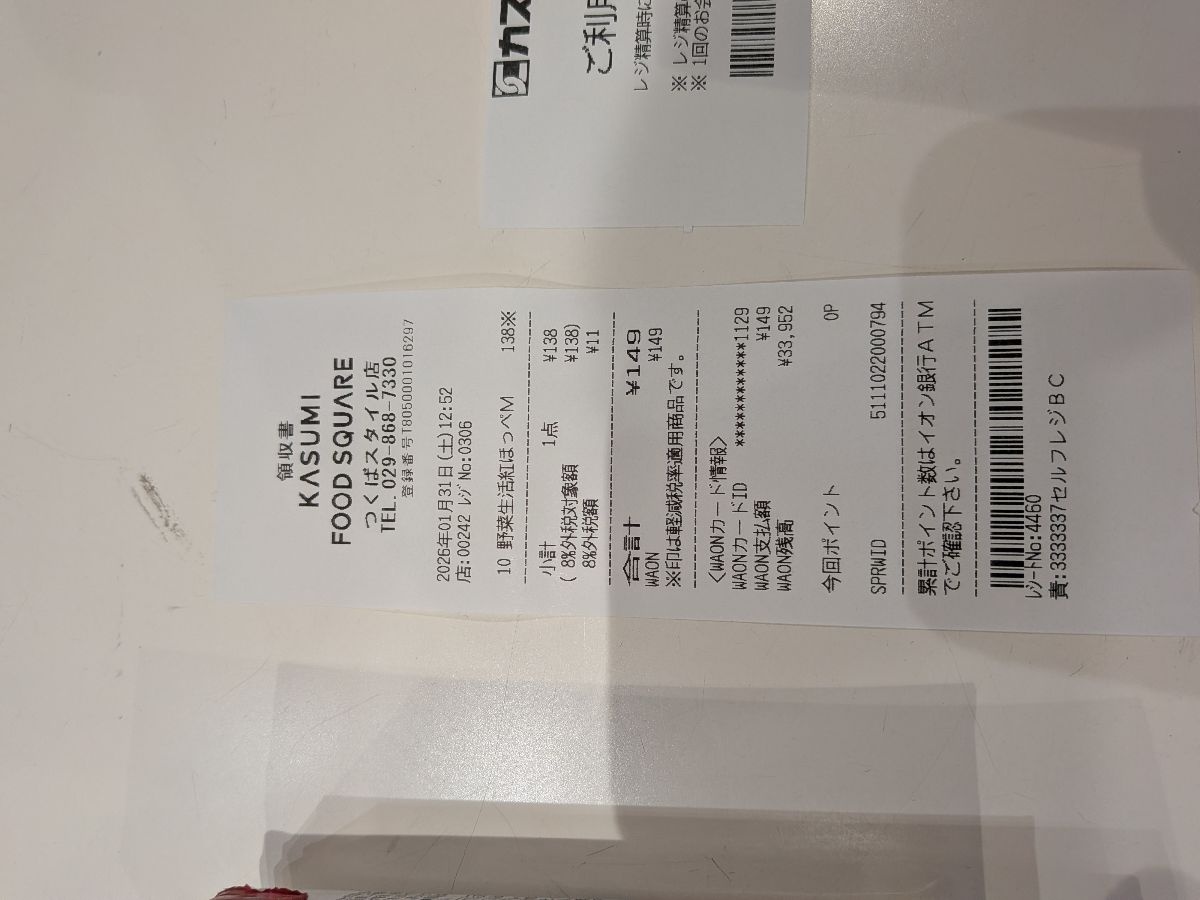 領収書
KASUMI
FOOD SQUARE
つくばスタイル店
TEL 029-868-7330
登録番号T8050001016297
2026年01月31日(土)12:52
店:00242 レジNo:0306
10 野菜生活紅ほっぺM 138※
小計 1点 ¥138
( 8%外税対象額 ¥138)
8%外税額 ¥11
合計 ¥149
WAON ¥149
※印は軽減税率適用商品です。
<WAONカード情報>
WAONカードID ************1129
WAON支払額 ¥149
WAON残高 ¥33,952
今回ポイント 0P
SPRWID 5111022000794
累計ポイント数はイオン銀行ATM
でご確認下さい。
レシートNo:4460
責:3333337セルフレジBC
カス
ご利用
レジ精算時に
※ レジ精算
※ 1回のお会